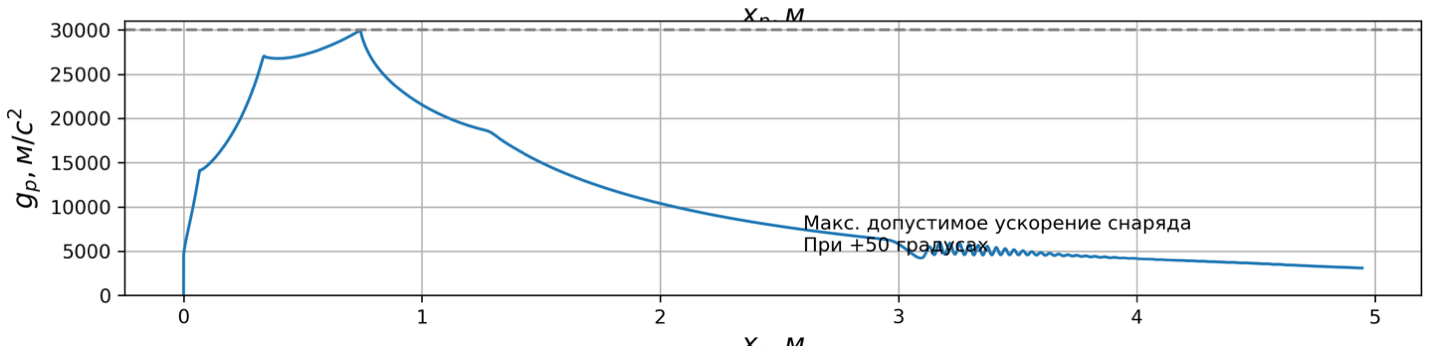 x_p, м
30000
25000
20000
15000
10000
5000
0
g_p, м/с²
Макс. допустимое ускорение снаряда
При +50 градусах
0 1 2 3 4 5
x м